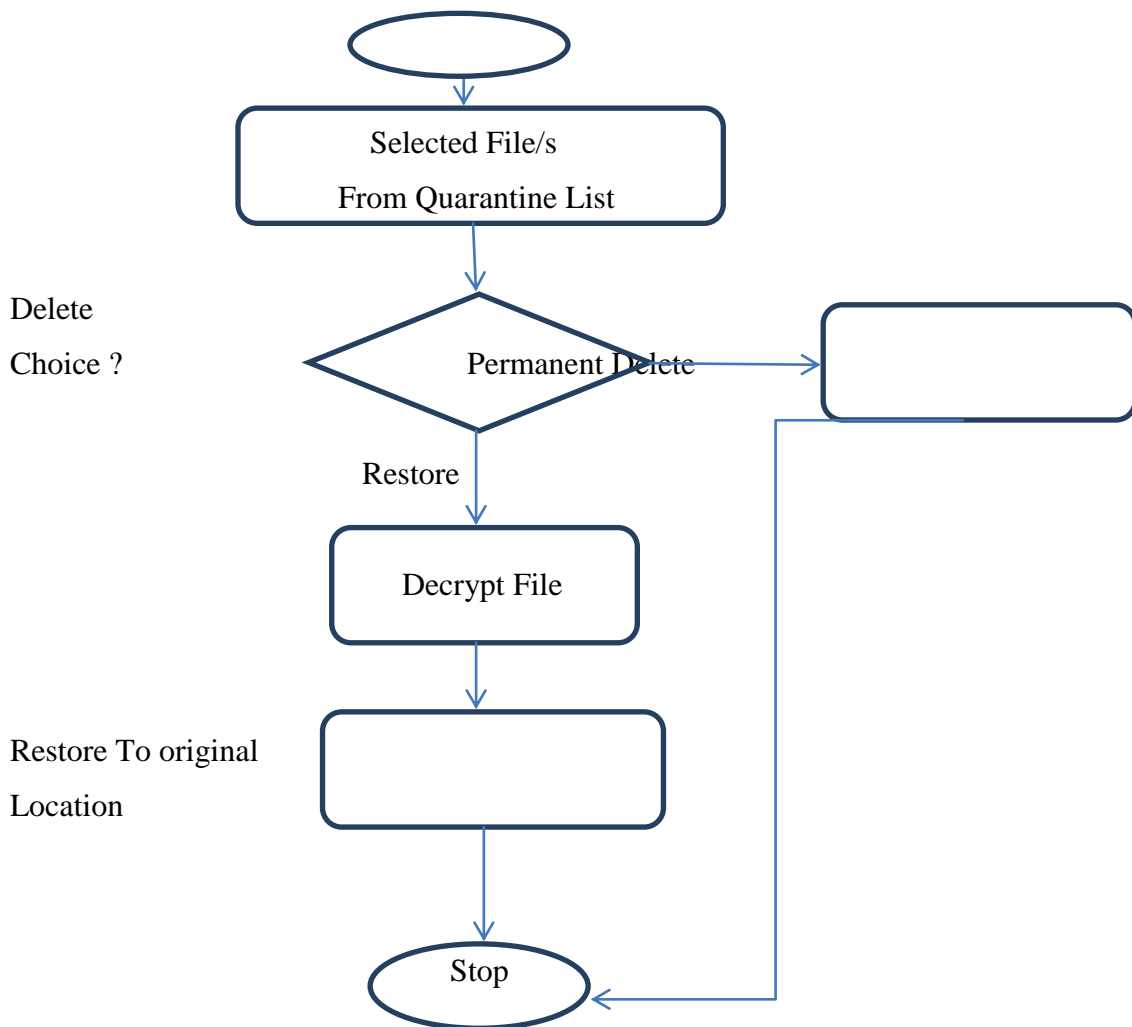 Selected File/s
From Quarantine List
Delete
Choice ?
Permanent Delete
Restore
Decrypt File
Restore To original
Location
Stop